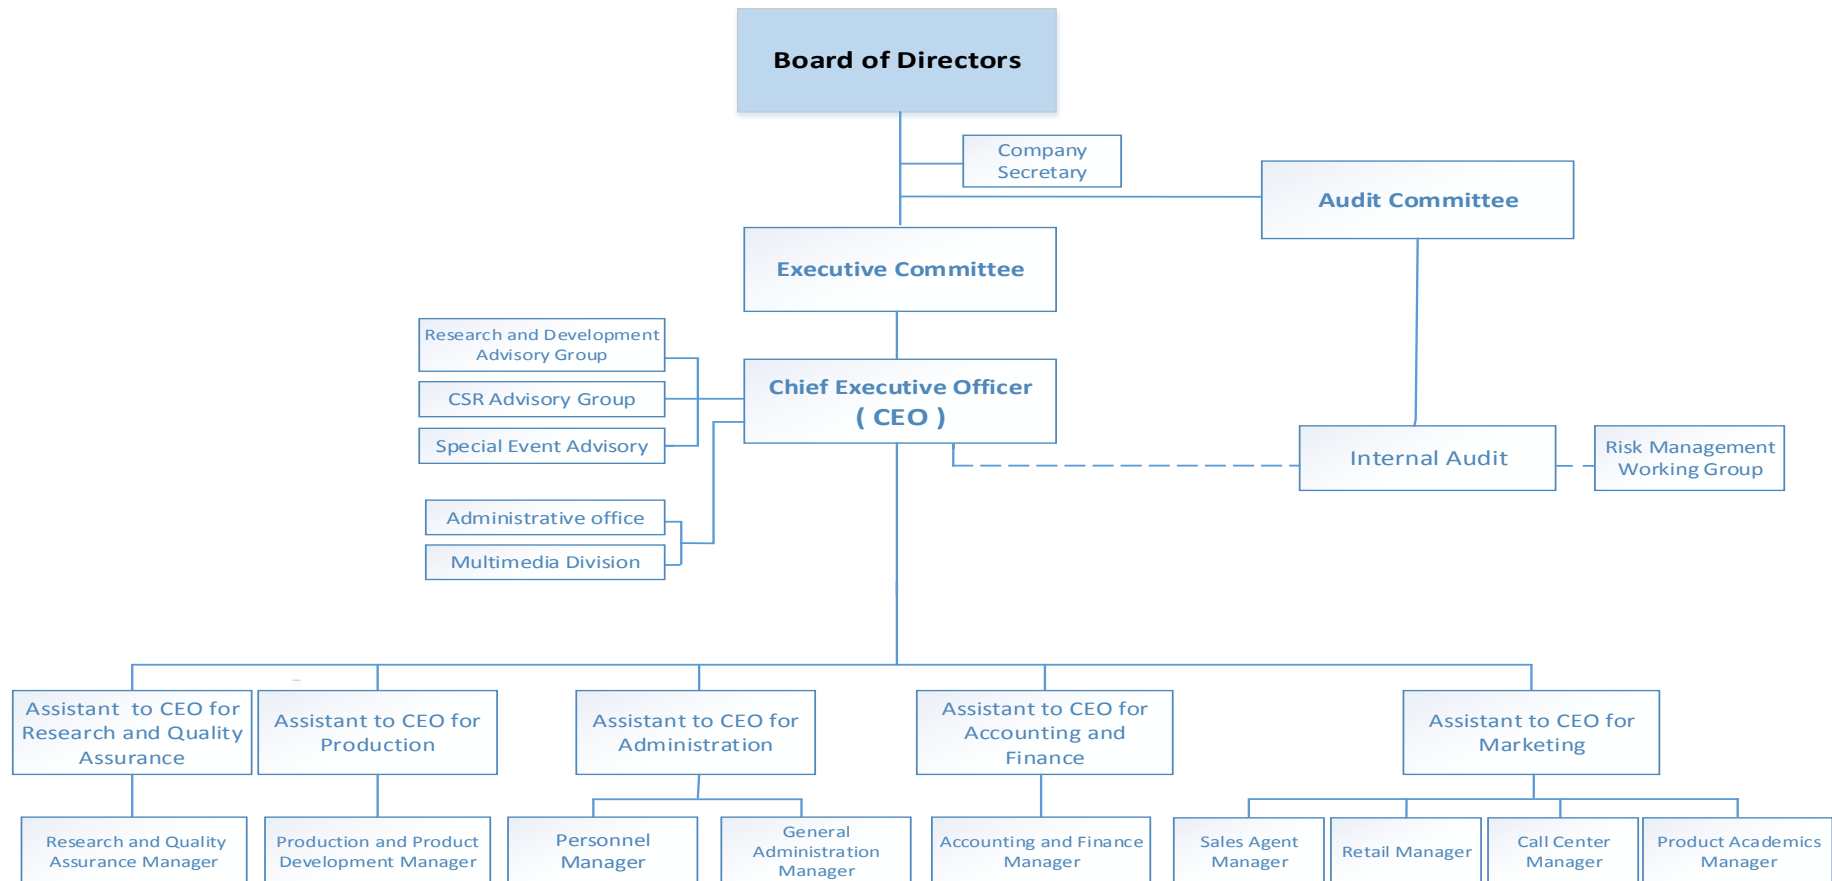 Board of Directors
Company
Secretary
Audit Committee
Executive Committee
Research and Development
Advisory Group
CSR Advisory Group
Special Event Advisory
Chief Executive Officer
( CEO )
Internal Audit
Risk Management
Working Group
Administrative office
Multimedia Division
Assistant to CEO for
Research and Quality
Assurance
Assistant to CEO for
Production
Assistant to CEO for
Administration
Assistant to CEO for
Accounting and
Finance
Assistant to CEO for
Marketing
Research and Quality
Assurance Manager
Production and Product
Development Manager
Personnel
Manager
General
Administration
Manager
Accounting and Finance
Manager
Sales Agent
Manager
Retail Manager
Call Center
Manager
Product Academics
Manager